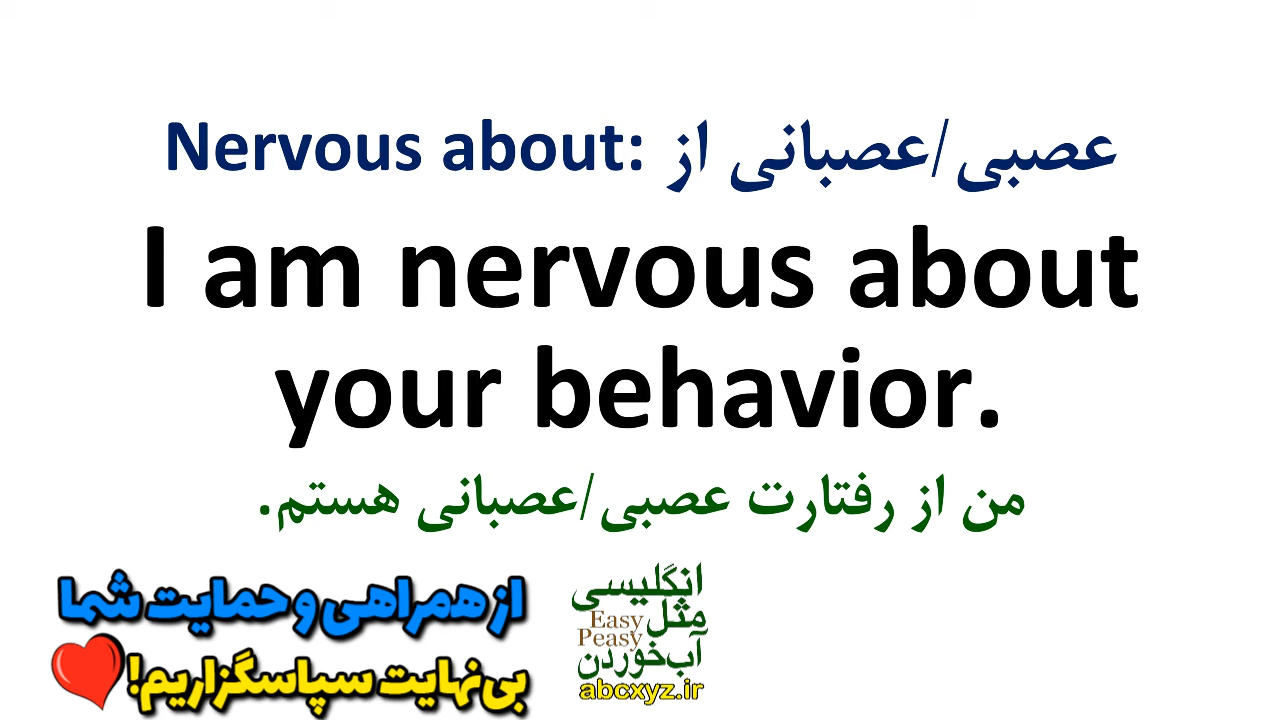 Nervous about: عصبی/عصبانی از
I am nervous about
your behavior.
من از رفتارت عصبی/عصبانی هستم.
از همراهی و حمایت شما
بی‌نهایت سپاسگزاریم!
انگلیسی
مثل Easy
Peasy
آب‌خوردن
abcxyz.ir